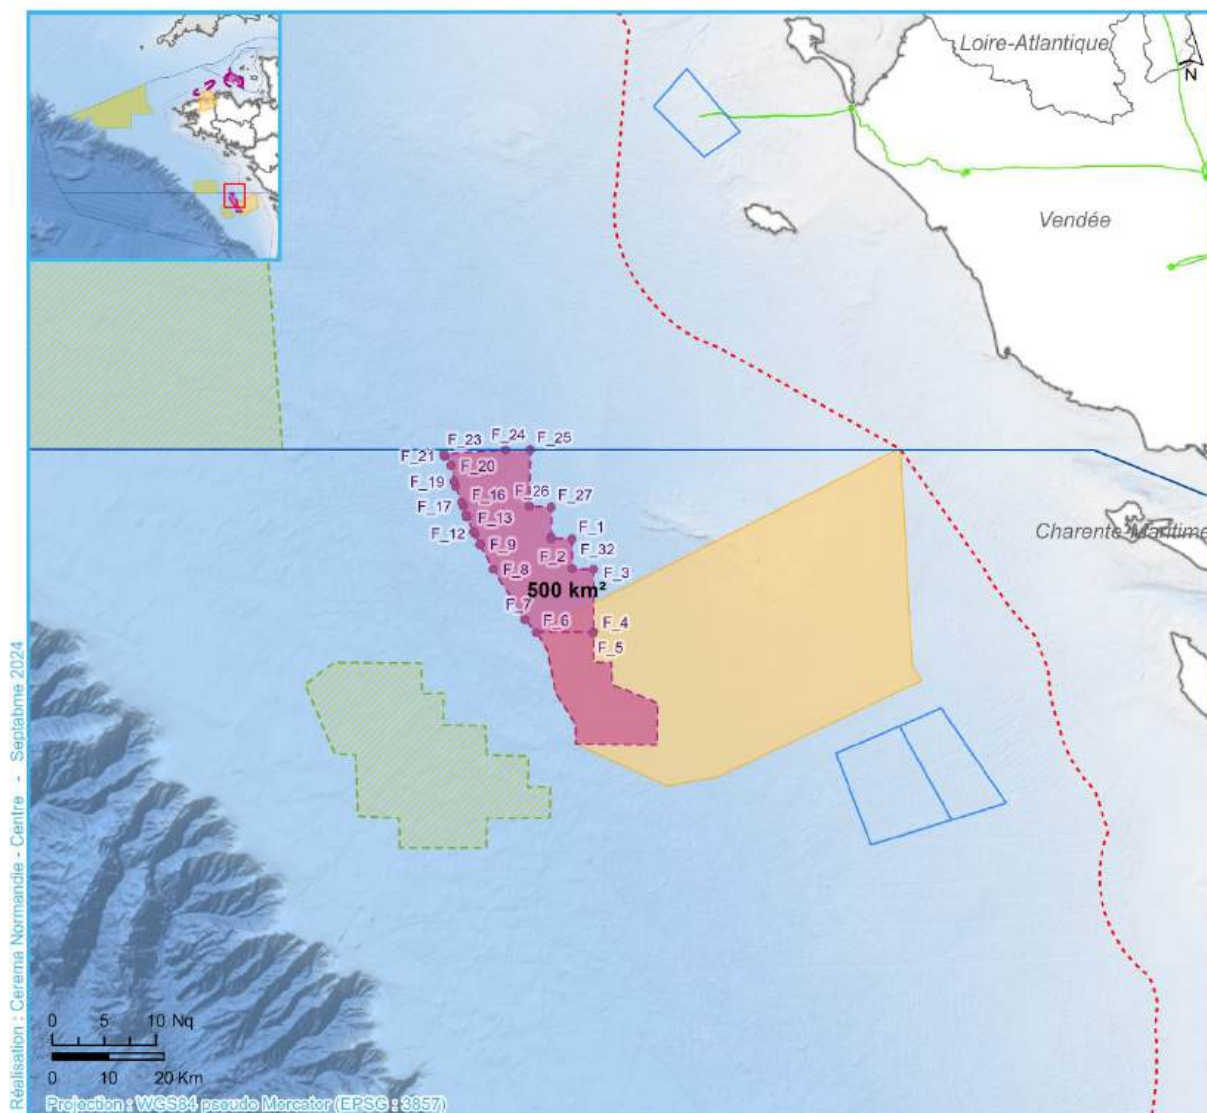 Loire-Atlantique
N
Vendée
F_23
F_24
F_25
F_21
F_20
F_19
F_16
F_26
F_27
F_17
F_13
F_1
Charente-Maritime
F_12
F_9
F_2
F_32
F_8
F_3
500 km²
F_7
F_6
F_4
F_5
0 5 10 Nq
0 10 20 Km
Projection : WGS84 pseudo Mercator (EPSG : 3857)
Réalisation : Cerema Normandie - Centre - Septabme 2024